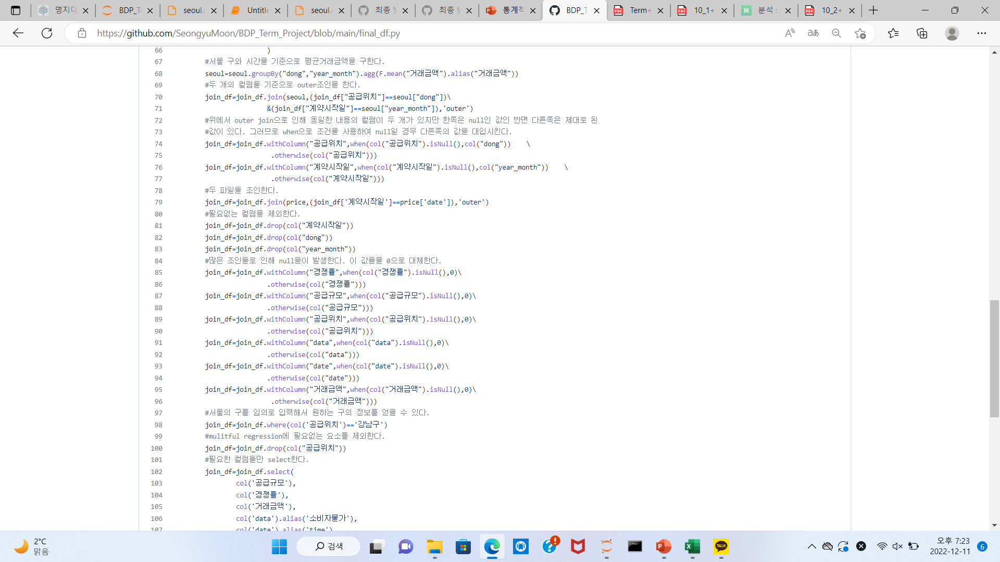 명지대
BDP_T
seoul.c
Untitle
seoul.c
최종 발
최종 발
통계적
BDP_T
Term+
10_1+
분석
10_2+
https://github.com/SeongyuMoon/BDP_Term_Project/blob/main/final_df.py
66 )
67 #서울 구와 시간을 기준으로 평균거래금액을 구한다.
68 seoul=seoul.groupBy("dong","year_month").agg(F.mean("거래금액").alias("거래금액"))
69 #두 개의 컬럼을 기준으로 outer조인을 한다.
70 join_df=join_df.join(seoul,(join_df["공급위치"]==seoul["dong"])\
71 &(join_df["계약시작일"]==seoul["year_month"]),'outer')
72 #위에서 outer join으로 인해 동일한 내용의 컬럼이 두 개가 있지만 한쪽은 null인 값인 반면 다른쪽은 제대로 된
73 #값이 있다. 그러므로 when으로 조건을 사용하여 null일 경우 다른쪽의 값을 대입시킨다.
74 join_df=join_df.withColumn("공급위치",when(col("공급위치").isNull(),col("dong")) \
75 .otherwise(col("공급위치")))
76 join_df=join_df.withColumn("계약시작일",when(col("계약시작일").isNull(),col("year_month")) \
77 .otherwise(col("계약시작일")))
78 #두 파일을 조인한다.
79 join_df=join_df.join(price,(join_df['계약시작일']==price['date']),'outer')
80 #필요없는 컬럼을 제외한다.
81 join_df=join_df.drop(col("계약시작일"))
82 join_df=join_df.drop(col("dong"))
83 join_df=join_df.drop(col("year_month"))
84 #많은 조인들로 인해 null들이 발생한다. 이 값들을 0으로 대체한다.
85 join_df=join_df.withColumn("경쟁률",when(col("경쟁률").isNull(),0)\
86 .otherwise(col("경쟁률")))
87 join_df=join_df.withColumn("공급규모",when(col("공급규모").isNull(),0)\
88 .otherwise(col("공급규모")))
89 join_df=join_df.withColumn("공급위치",when(col("공급위치").isNull(),0)\
90 .otherwise(col("공급위치")))
91 join_df=join_df.withColumn("data",when(col("data").isNull(),0)\
92 .otherwise(col("data")))
93 join_df=join_df.withColumn("date",when(col("date").isNull(),0)\
94 .otherwise(col("date")))
95 join_df=join_df.withColumn("거래금액",when(col("거래금액").isNull(),0)\
96 .otherwise(col("거래금액")))
97 #서울의 구를 임의로 입력해서 원하는 구의 정보를 얻을 수 있다.
98 join_df=join_df.where(col('공급위치')=='강남구')
99 #mulitful regression에 필요없는 요소를 제외한다.
100 join_df=join_df.drop(col("공급위치"))
101 #필요한 컬럼들만 select한다.
102 join_df=join_df.select(
103 col('공급규모'),
104 col('경쟁률'),
105 col('거래금액'),
106 col('data').alias('소비자물가'),
107 col('date').alias('time')
2°C
맑음
검색
TALK
오후 7:23
2022-12-11
6